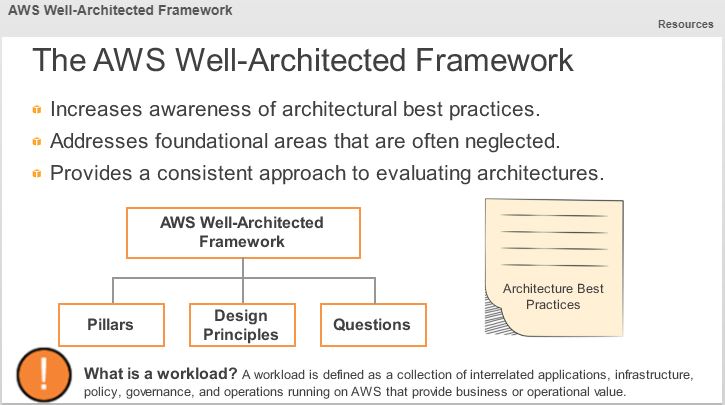 AWS Well-Architected Framework
Resources
The AWS Well-Architected Framework
Increases awareness of architectural best practices.
Addresses foundational areas that are often neglected.
Provides a consistent approach to evaluating architectures.
AWS Well-Architected
Framework
Pillars
Design
Principles
Questions
Architecture Best
Practices
!
What is a workload? A workload is defined as a collection of interrelated applications, infrastructure,
policy, governance, and operations running on AWS that provide business or operational value.